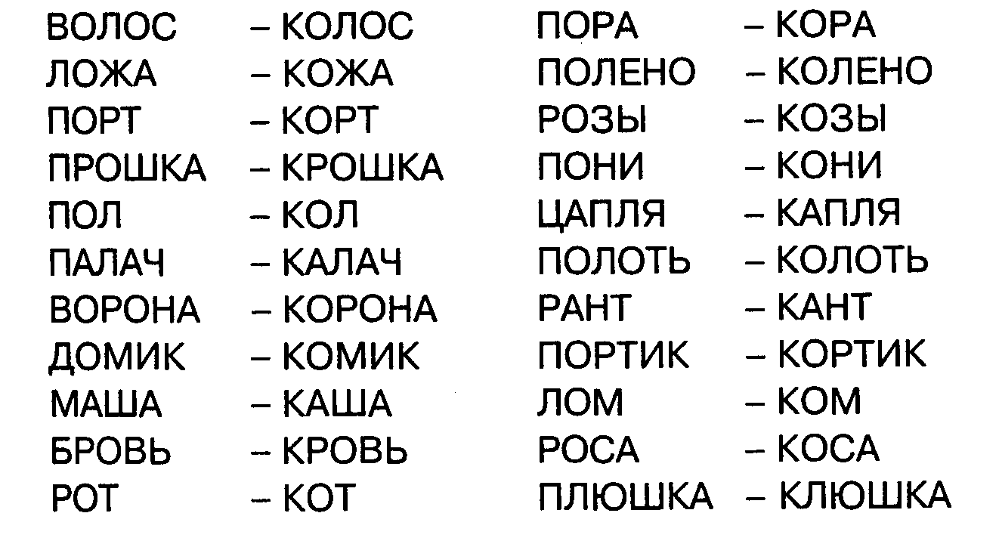 ВОЛОС – КОЛОС ПОРА – КОРА
ЛОЖА – КОЖА ПОЛЕНО – КОЛЕНО
ПОРТ – КОРТ РОЗЫ – КОЗЫ
ПРОШКА – КРОШКА ПОНИ – КОНИ
ПОЛ – КОЛ ЦАПЛЯ – КАПЛЯ
ПАЛАЧ – КАЛАЧ ПОЛОТЬ – КОЛОТЬ
ВОРОНА – КОРОНА РАНТ – КАНТ
ДОМИК – КОМИК ПОРТИК – КОРТИК
МАША – КАША ЛОМ – КОМ
БРОВЬ – КРОВЬ РОСА – КОСА
РОТ – КОТ ПЛЮШКА – КЛЮШКА